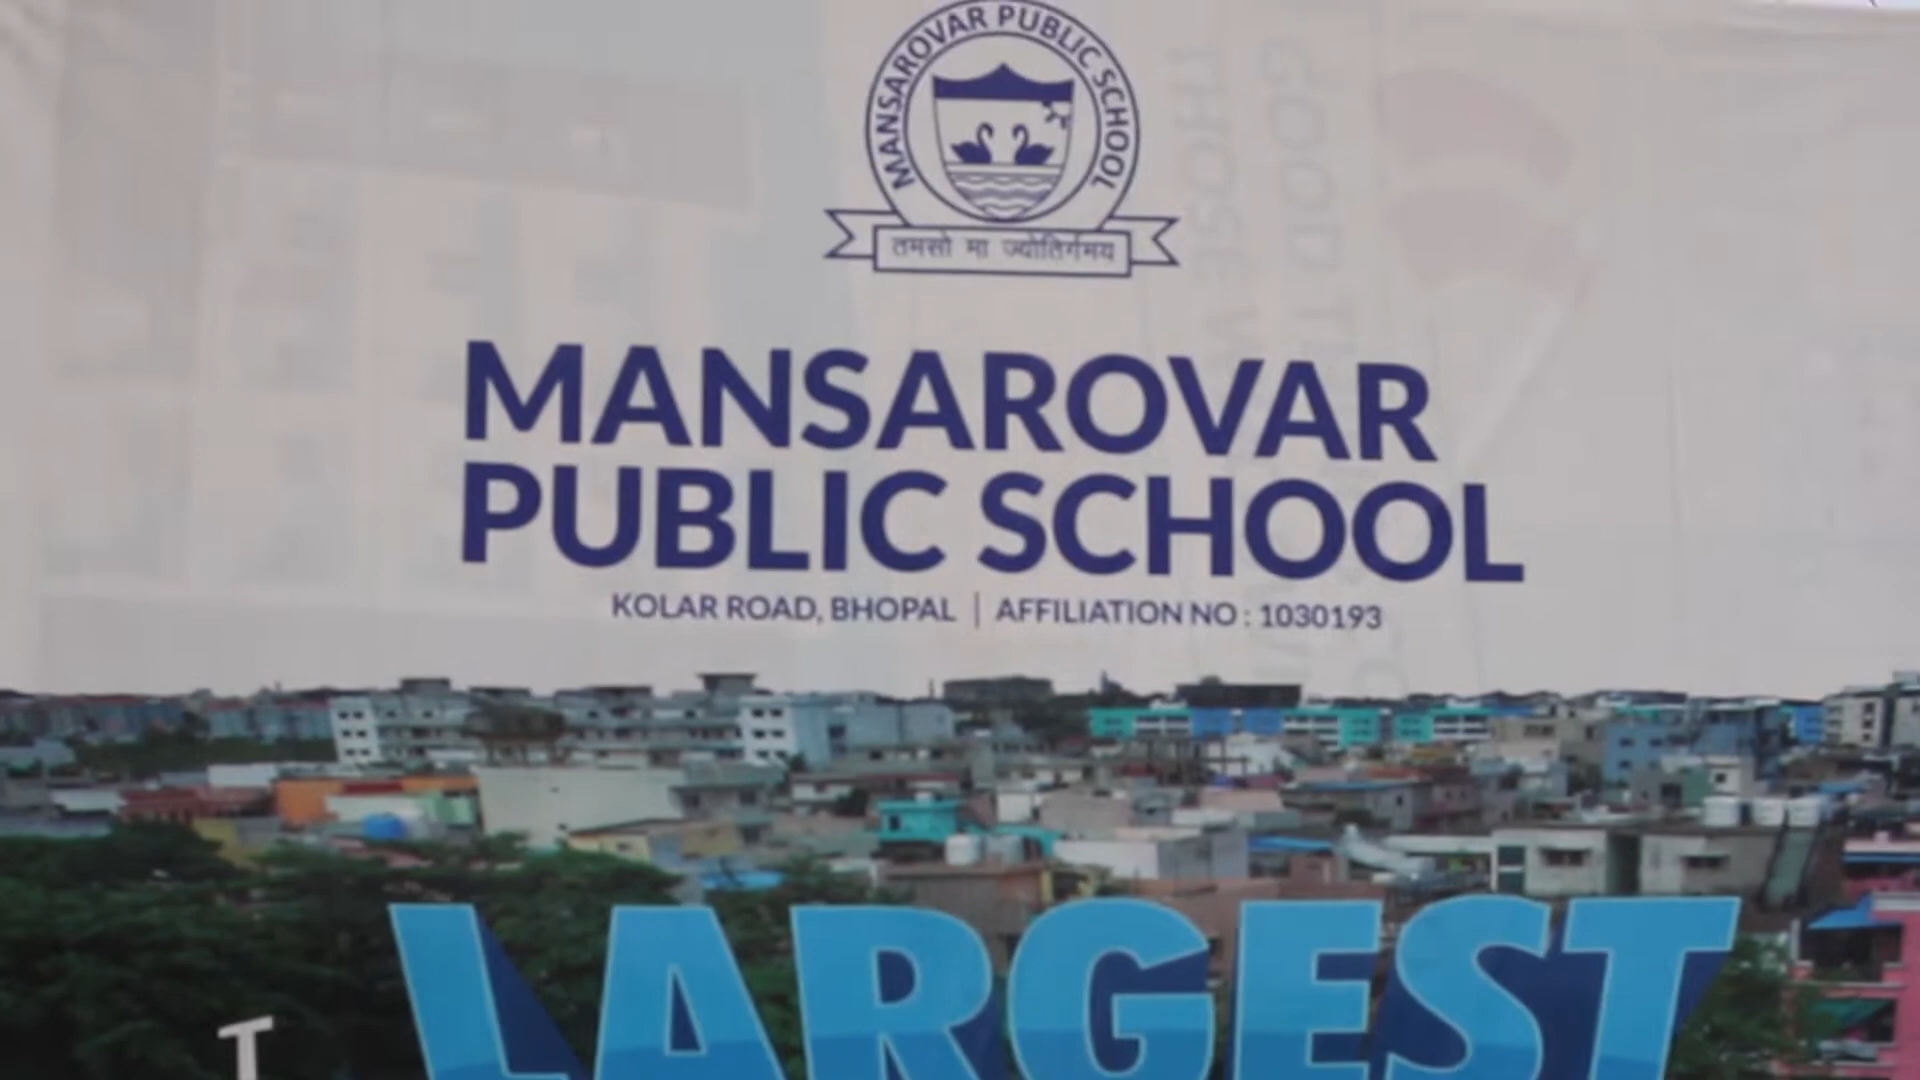 MANSAROVAR PUBLIC SCHOOL
तमसो मा ज्योतिर्गमय
MANSAROVAR
PUBLIC SCHOOL
KOLAR ROAD, BHOPAL | AFFILIATION NO : 1030193
LARGEST